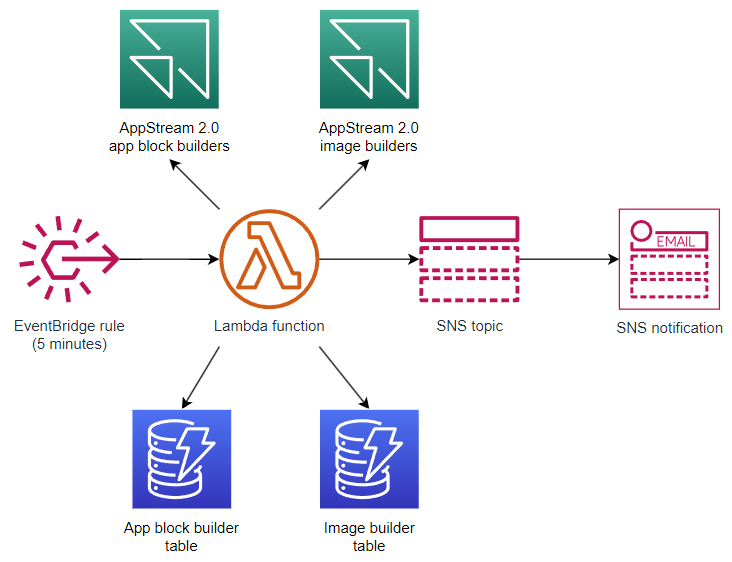 AppStream 2.0
app block builders
AppStream 2.0
image builders
EventBridge rule
(5 minutes)
Lambda function
SNS topic
EMAIL
SNS notification
App block builder
table
Image builder
table